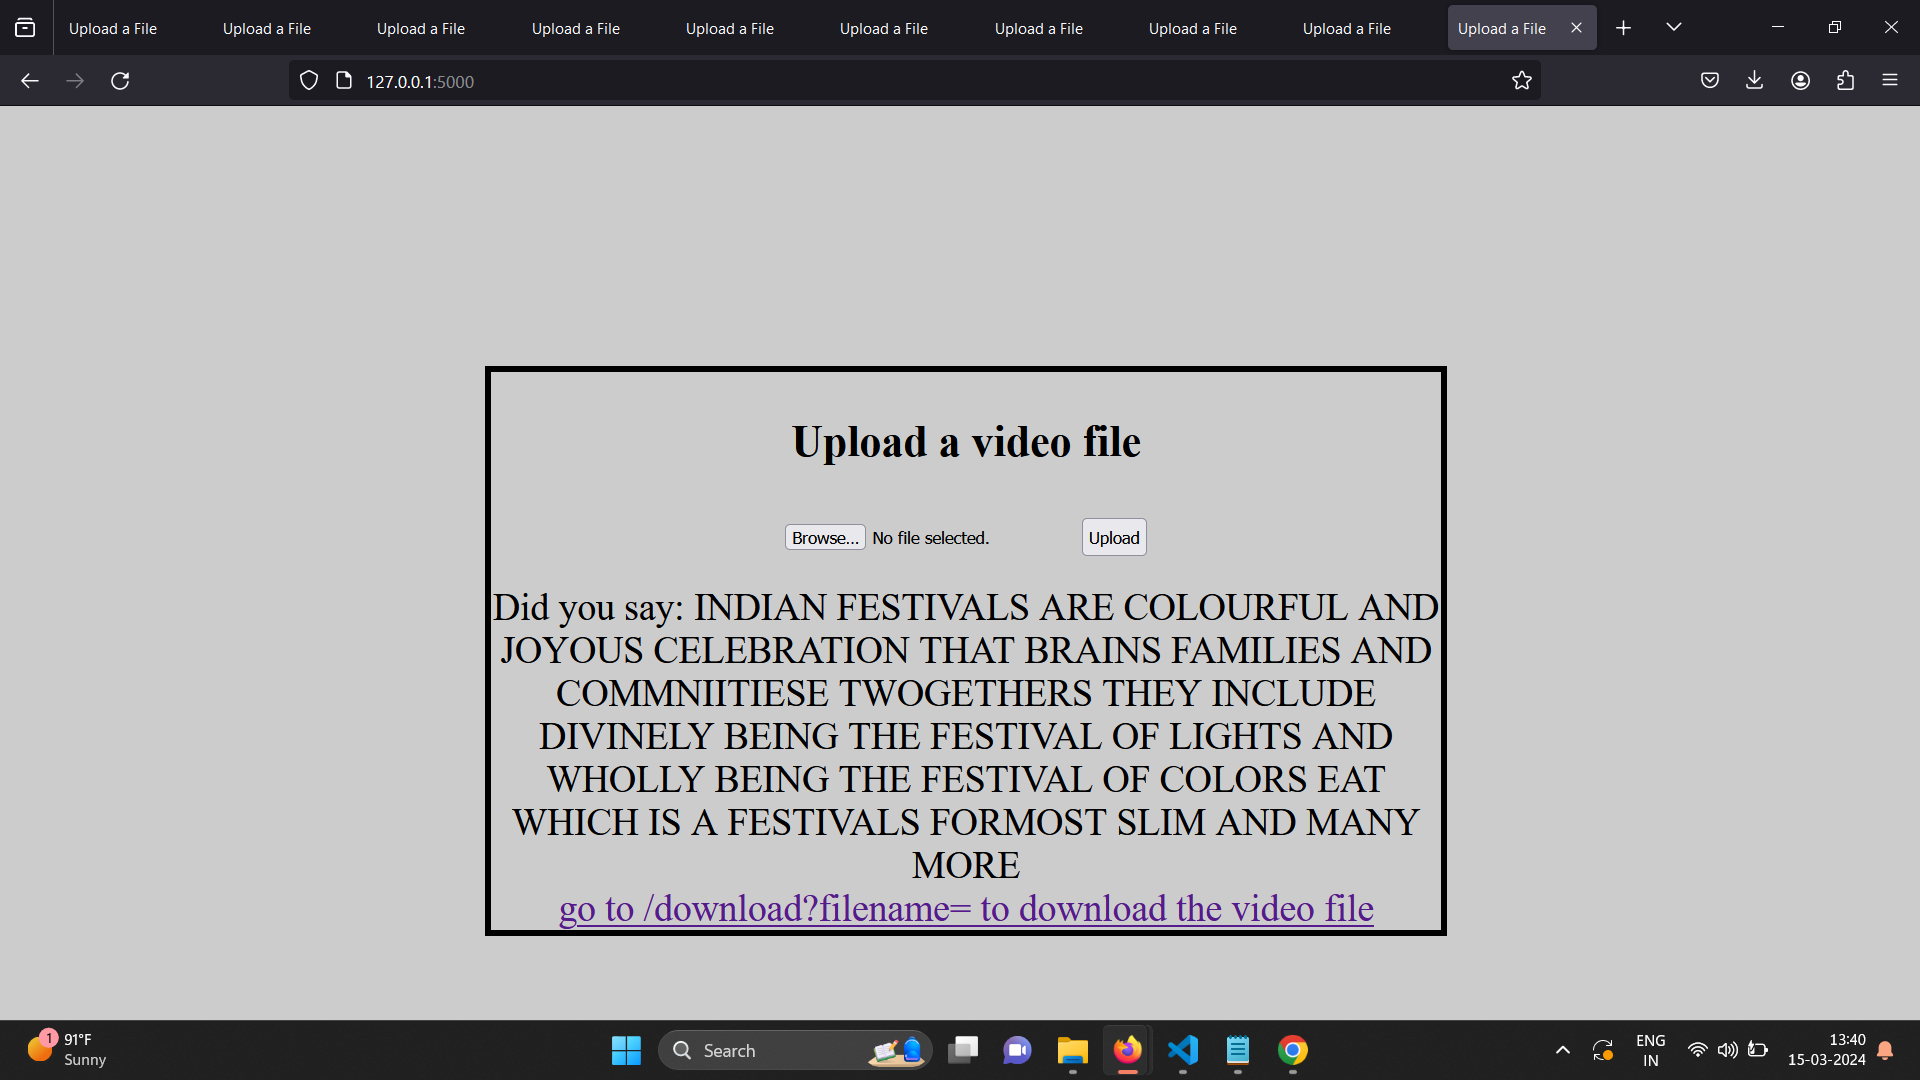 Upload a File Upload a File Upload a File Upload a File Upload a File Upload a File Upload a File Upload a File Upload a File Upload a File
127.0.0.1:5000
Upload a video file
Browse... No file selected. Upload
Did you say: INDIAN FESTIVALS ARE COLOURFUL AND
JOYOUS CELEBRATION THAT BRAINS FAMILIES AND
COMMNIITIESE TWOGETHERS THEY INCLUDE
DIVINELY BEING THE FESTIVAL OF LIGHTS AND
WHOLLY BEING THE FESTIVAL OF COLORS EAT
WHICH IS A FESTIVALS FORMOST SLIM AND MANY
MORE
go to /download?filename= to download the video file
1 91°F Search ENG 13:40
Sunny IN 15-03-2024